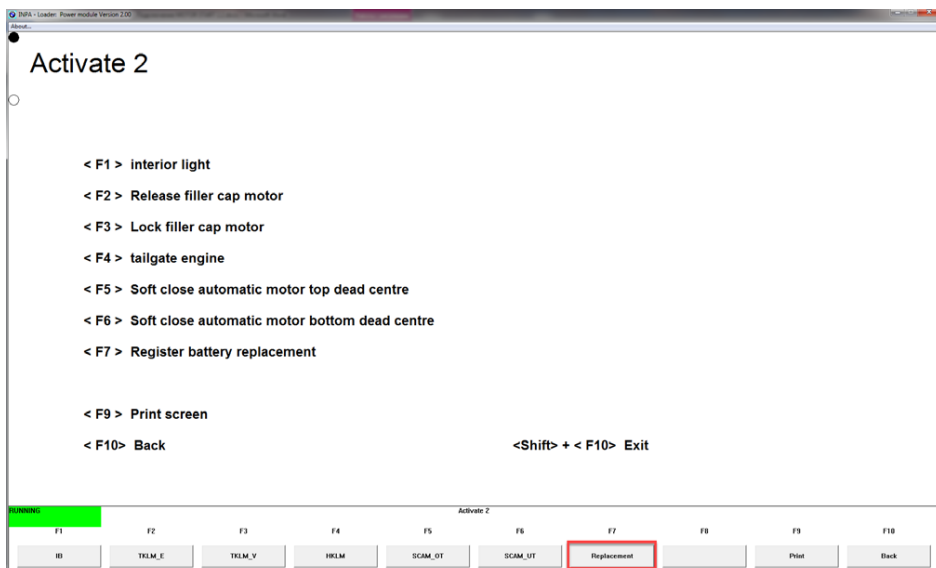 INPA - Loader: Power module Version 2.00
About...
Activate 2
< F1 > interior light
< F2 > Release filler cap motor
< F3 > Lock filler cap motor
< F4 > tailgate engine
< F5 > Soft close automatic motor top dead centre
< F6 > Soft close automatic motor bottom dead centre
< F7 > Register battery replacement
< F9 > Print screen
< F10> Back <Shift> + < F10> Exit
RUNNING Activate 2
F1 F2 F3 F4 F5 F6 F7 F8 F9 F10
IB TKLM_E TKLM_V HKLM SCAM_OT SCAM_UT Replacement Print Back